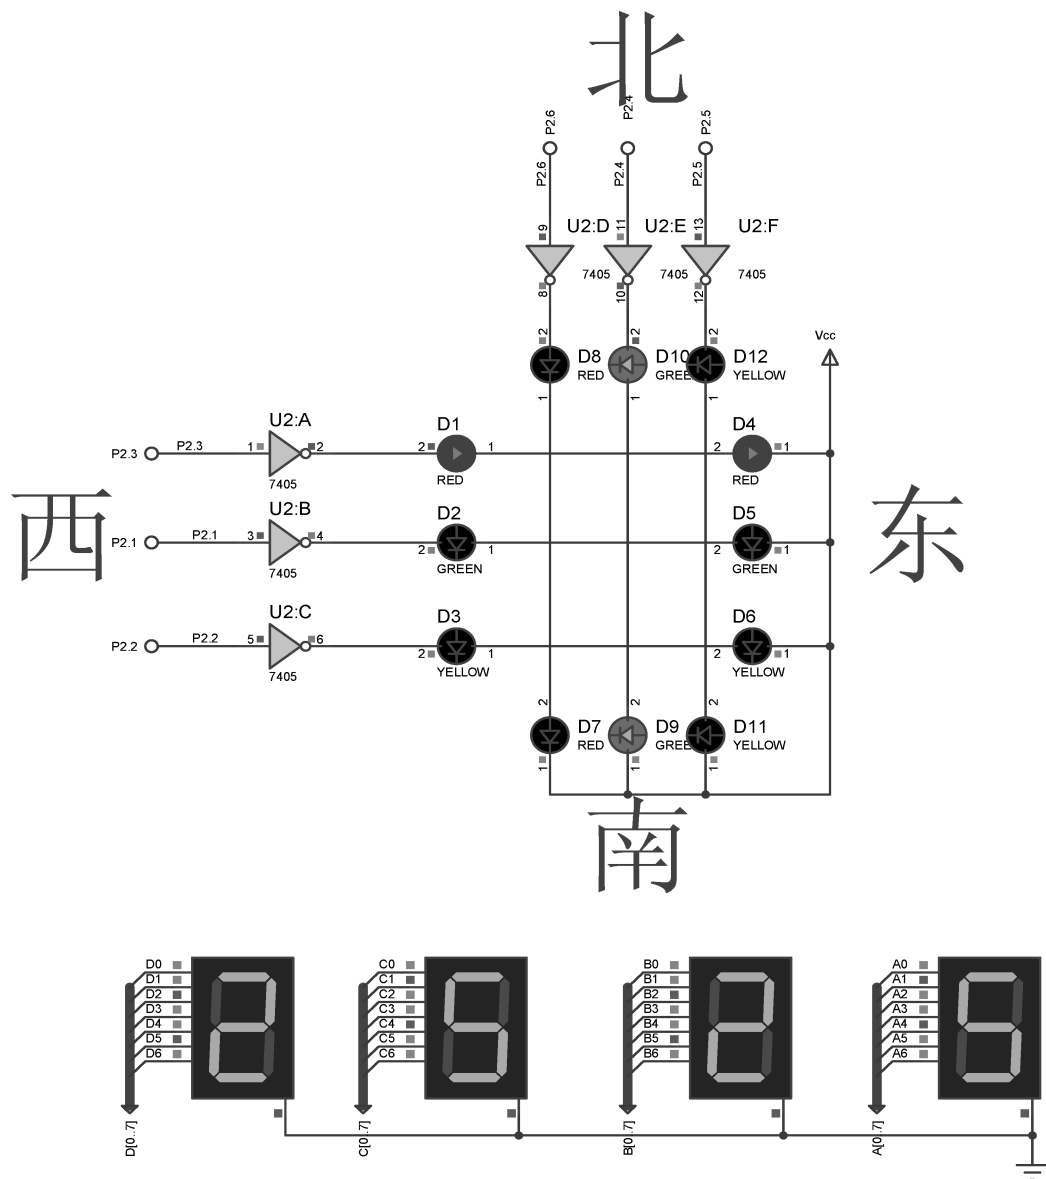 北
P2.6
P2.4
P2.5
P2.6
P2.4
P2.5
9
11
13
U2:D
U2:E
U2:F
7405
7405
7405
8
10
12
2
2
2
Vcc
D8
RED
D10
GREE
D12
YELLOW
1
1
1
U2:A
D1
D4
P2.3
P2.3
1
2
2
1
2
1
7405
RED
RED
西
东
U2:B
D2
D5
P2.1
P2.1
3
4
2
1
2
1
7405
GREEN
GREEN
U2:C
D3
D6
P2.2
P2.2
5
6
2
1
2
1
7405
YELLOW
YELLOW
2
2
2
D7
RED
D9
GREE
D11
YELLOW
1
1
1
南
D0
D1
D2
D3
D4
D5
D6
D[0..7]
2
C0
C1
C2
C3
C4
C5
C6
C[0..7]
5
B0
B1
B2
B3
B4
B5
B6
B[0..7]
2
A0
A1
A2
A3
A4
A5
A6
A[0..7]
5